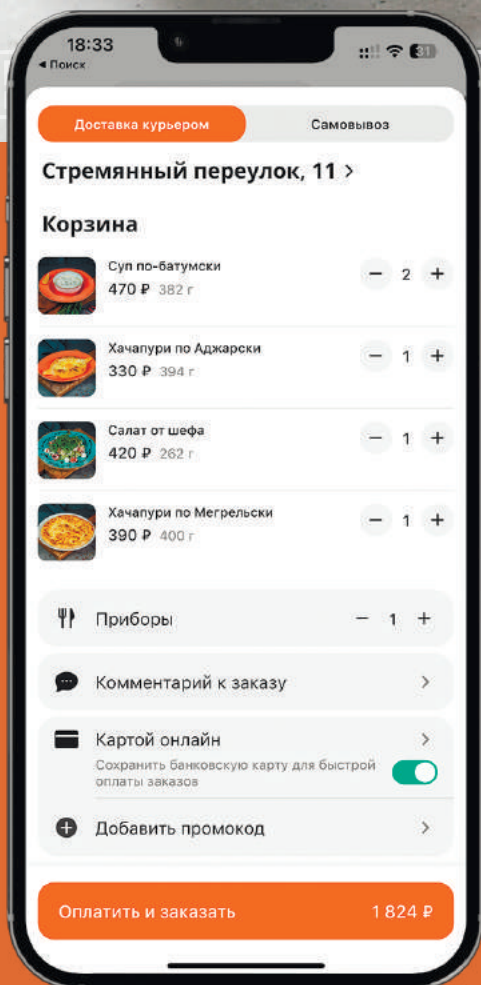 18:33
31
◀ Поиск
Доставка курьером
Самовывоз
Стремянный переулок, 11 >
Корзина
Суп по-батумски
470 ₽ 382 г
− 2 +
Хачапури по Аджарски
330 ₽ 394 г
− 1 +
Салат от шефа
420 ₽ 262 г
− 1 +
Хачапури по Мегрельски
390 ₽ 400 г
− 1 +
Приборы
− 1 +
Комментарий к заказу >
Картой онлайн >
Сохранить банковскую карту для быстрой
оплаты заказов
Добавить промокод >
Оплатить и заказать 1 824 ₽